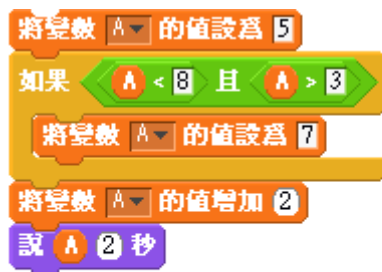 將變數 A 的值設為 5
如果 A < 8 且 A > 3
將變數 A 的值設為 7
將變數 A 的值增加 2
說 A 2 秒